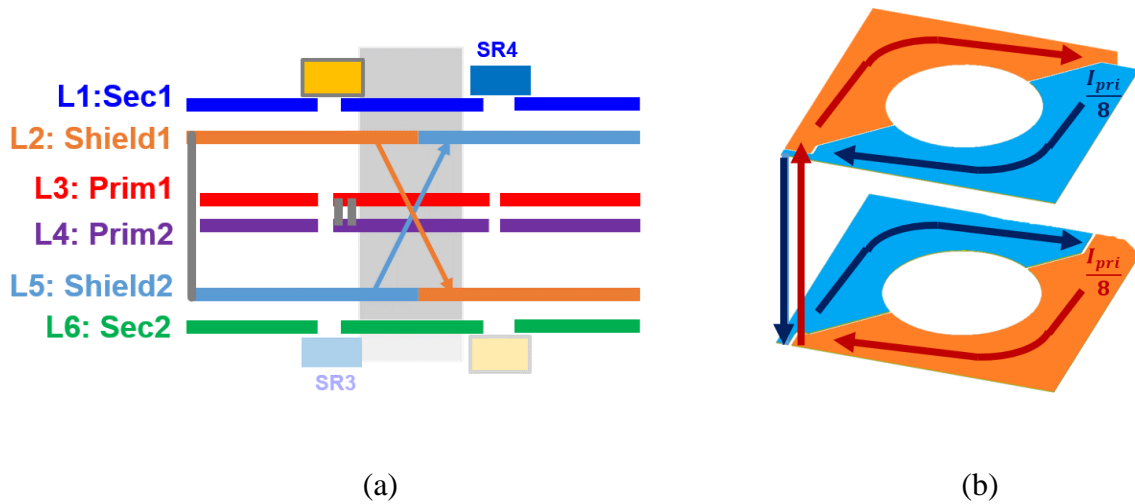 SR4
L1:Sec1
L2: Shield1
L3: Prim1
L4: Prim2
L5: Shield2
L6: Sec2
SR3
I_pri/8
I_pri/8
(a)
(b)